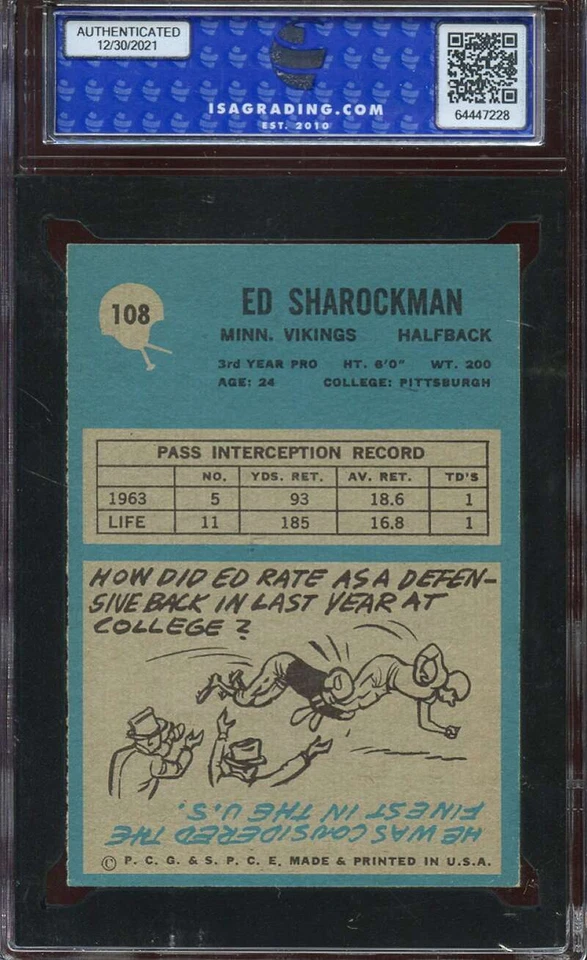 AUTHENTICATED
12/30/2021
ISAGRADING.COM
EST. 2010
64447228
108
ED SHAROCKMAN
MINN. VIKINGS HALFBACK
3rd YEAR PRO HT. 6'0" WT. 200
AGE: 24 COLLEGE: PITTSBURGH
PASS INTERCEPTION RECORD
NO. YDS. RET. AV. RET. TD'S
1963 5 93 18.6 1
LIFE 11 185 16.8 1
HOW DID ED RATE AS A DEFEN-
SIVE BACK IN LAST YEAR AT
COLLEGE?
HE WAS CONSIDERED THE
FINEST IN THE U.S.
© P. C. G. & S. P. C. E. MADE & PRINTED IN U.S.A.